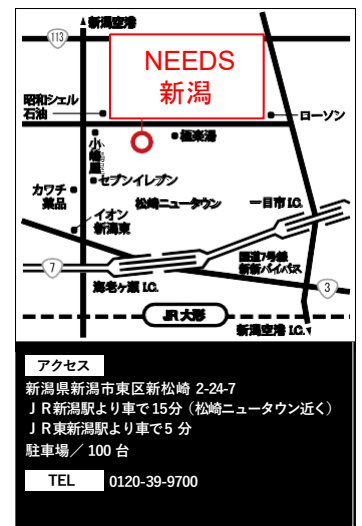 新潟空港
113
NEEDS
新潟
昭和シェル
石油
ローソン
小嶋屋
極楽湯
セブンイレブン
カワチ
薬品
松崎ニュータウン
一日市 I.C.
イオン
新潟東
国道7号線
新新バイパス
7
海老ヶ瀬 I.C.
3
JR大形
新潟空港 I.C.
アクセス
新潟県新潟市東区新松崎 2-24-7
ＪＲ新潟駅より車で 15分（松崎ニュータウン近く）
ＪＲ東新潟駅より車で 5 分
駐車場／ 100 台
TEL 0120-39-9700